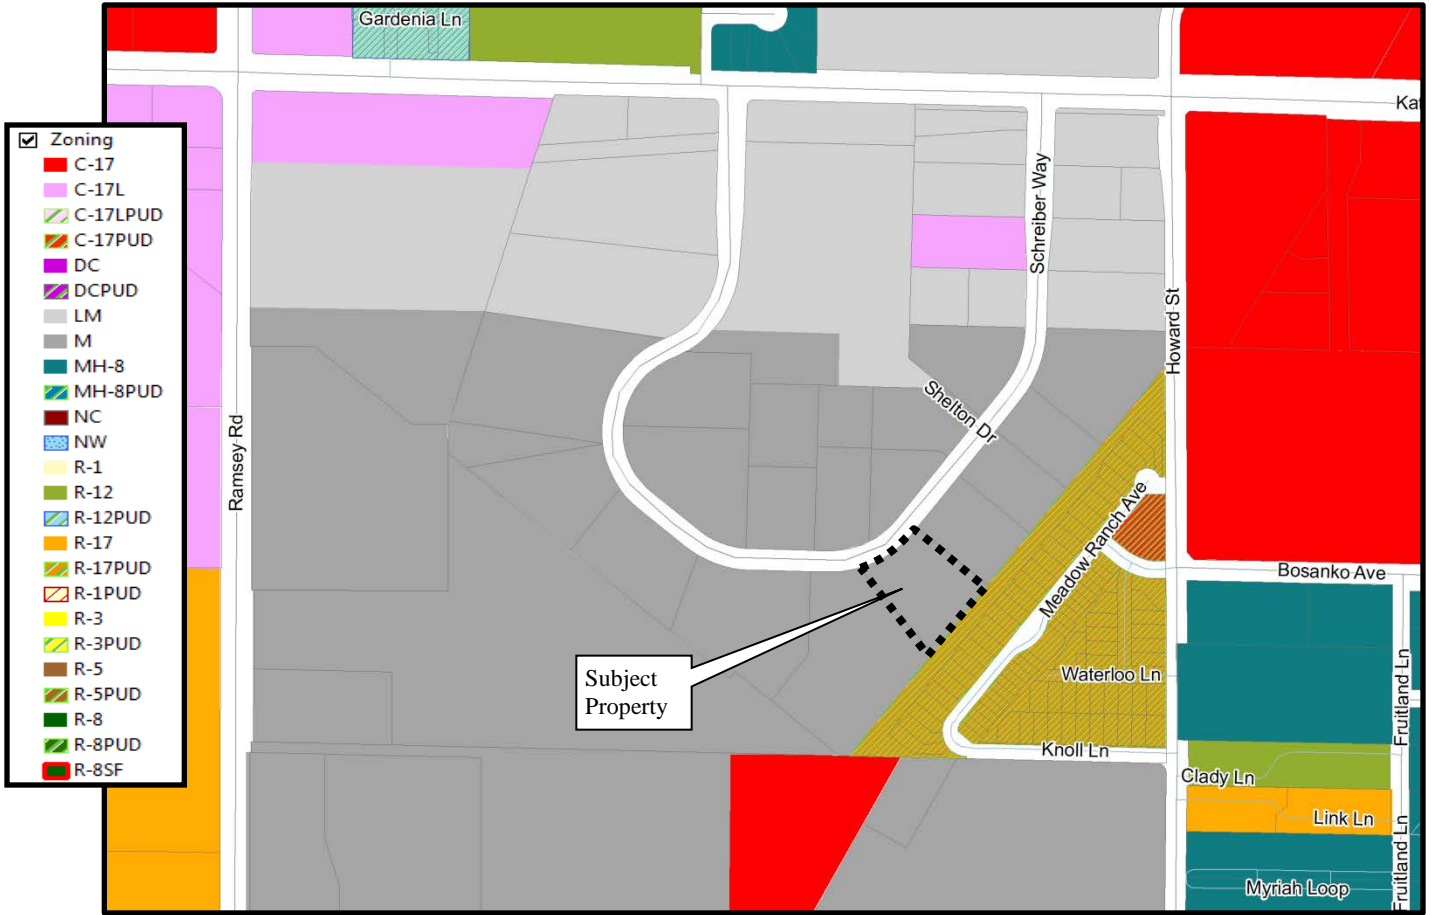 Gardenia Ln
Kat
Zoning
C-17
C-17L
C-17LPUD
C-17PUD
DC
DCPUD
LM
M
MH-8
MH-8PUD
NC
NW
R-1
R-12
R-12PUD
R-17
R-17PUD
R-1PUD
R-3
R-3PUD
R-5
R-5PUD
R-8
R-8PUD
R-8SF
Schreiber Way
Howard St
Ramsey Rd
Shelton Dr
Meadow Ranch Ave
Bosanko Ave
Subject
Property
Waterloo Ln
Fruitland Ln
Knoll Ln
Clady Ln
Link Ln
Fruitland Ln
Myriah Loop